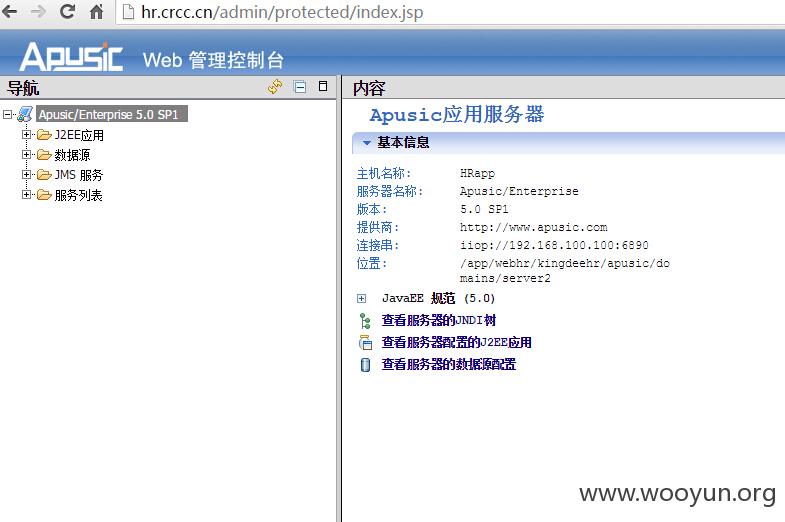 hr.crcc.cn/admin/protected/index.jsp
Apusic Web 管理控制台
导航
Apusic/Enterprise 5.0 SP1
J2EE应用
数据源
JMS 服务
服务列表
内容
Apusic应用服务器
基本信息
主机名称: HRapp
服务器名称: Apusic/Enterprise
版本: 5.0 SP1
提供商: http://www.apusic.com
连接串: iiop://192.168.100.100:6890
位置: /app/webhr/kingdeehr/apusic/do
mains/server2
JavaEE 规范 (5.0)
查看服务器的JNDI树
查看服务器配置的J2EE应用
查看服务器的数据源配置
www.wooyun.org